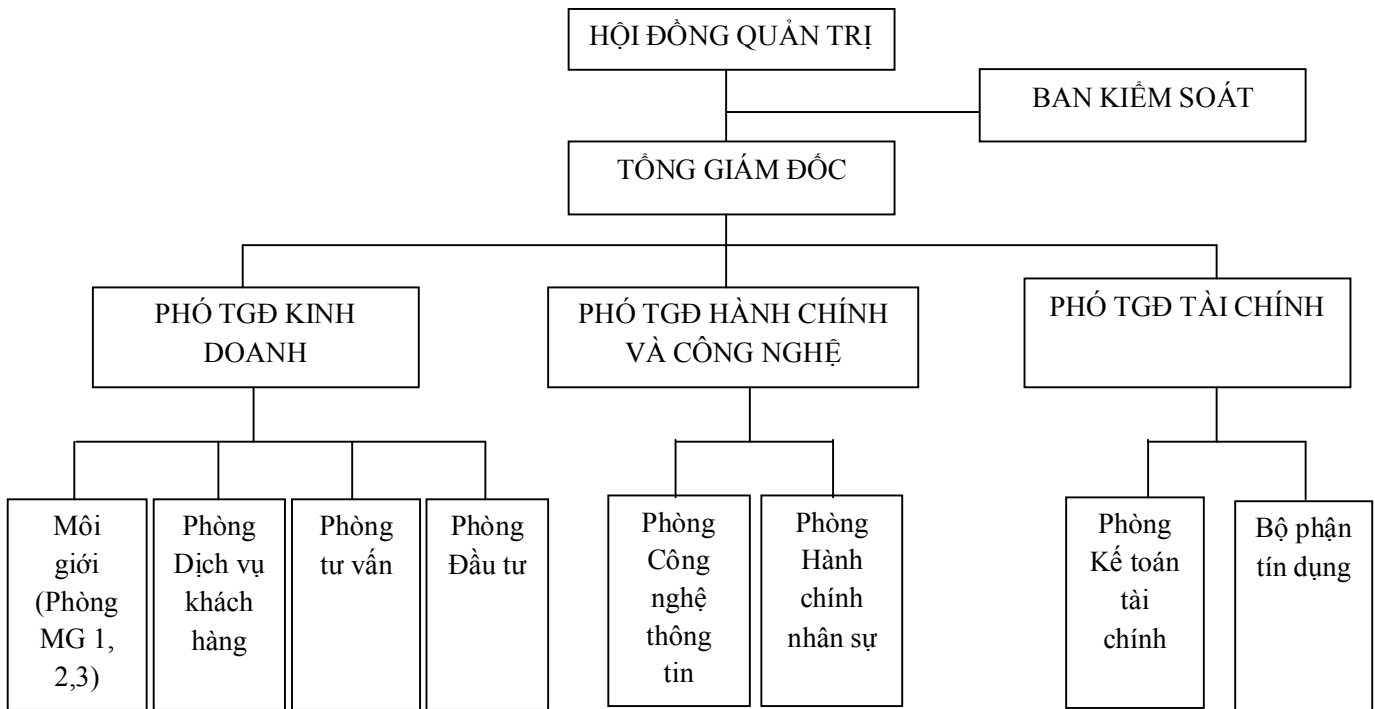 HỘI ĐỒNG QUẢN TRỊ
BAN KIỂM SOÁT
TỔNG GIÁM ĐỐC
PHÓ TGĐ KINH
DOANH
PHÓ TGĐ HÀNH CHÍNH
VÀ CÔNG NGHỆ
PHÓ TGĐ TÀI CHÍNH
Môi
giới
(Phòng
MG 1,
2,3)
Phòng
Dịch vụ
khách
hàng
Phòng
tư vấn
Phòng
Đầu tư
Phòng
Công
nghệ
thông
tin
Phòng
Hành
chính
nhân sự
Phòng
Kế toán
tài
chính
Bộ phận
tín dụng